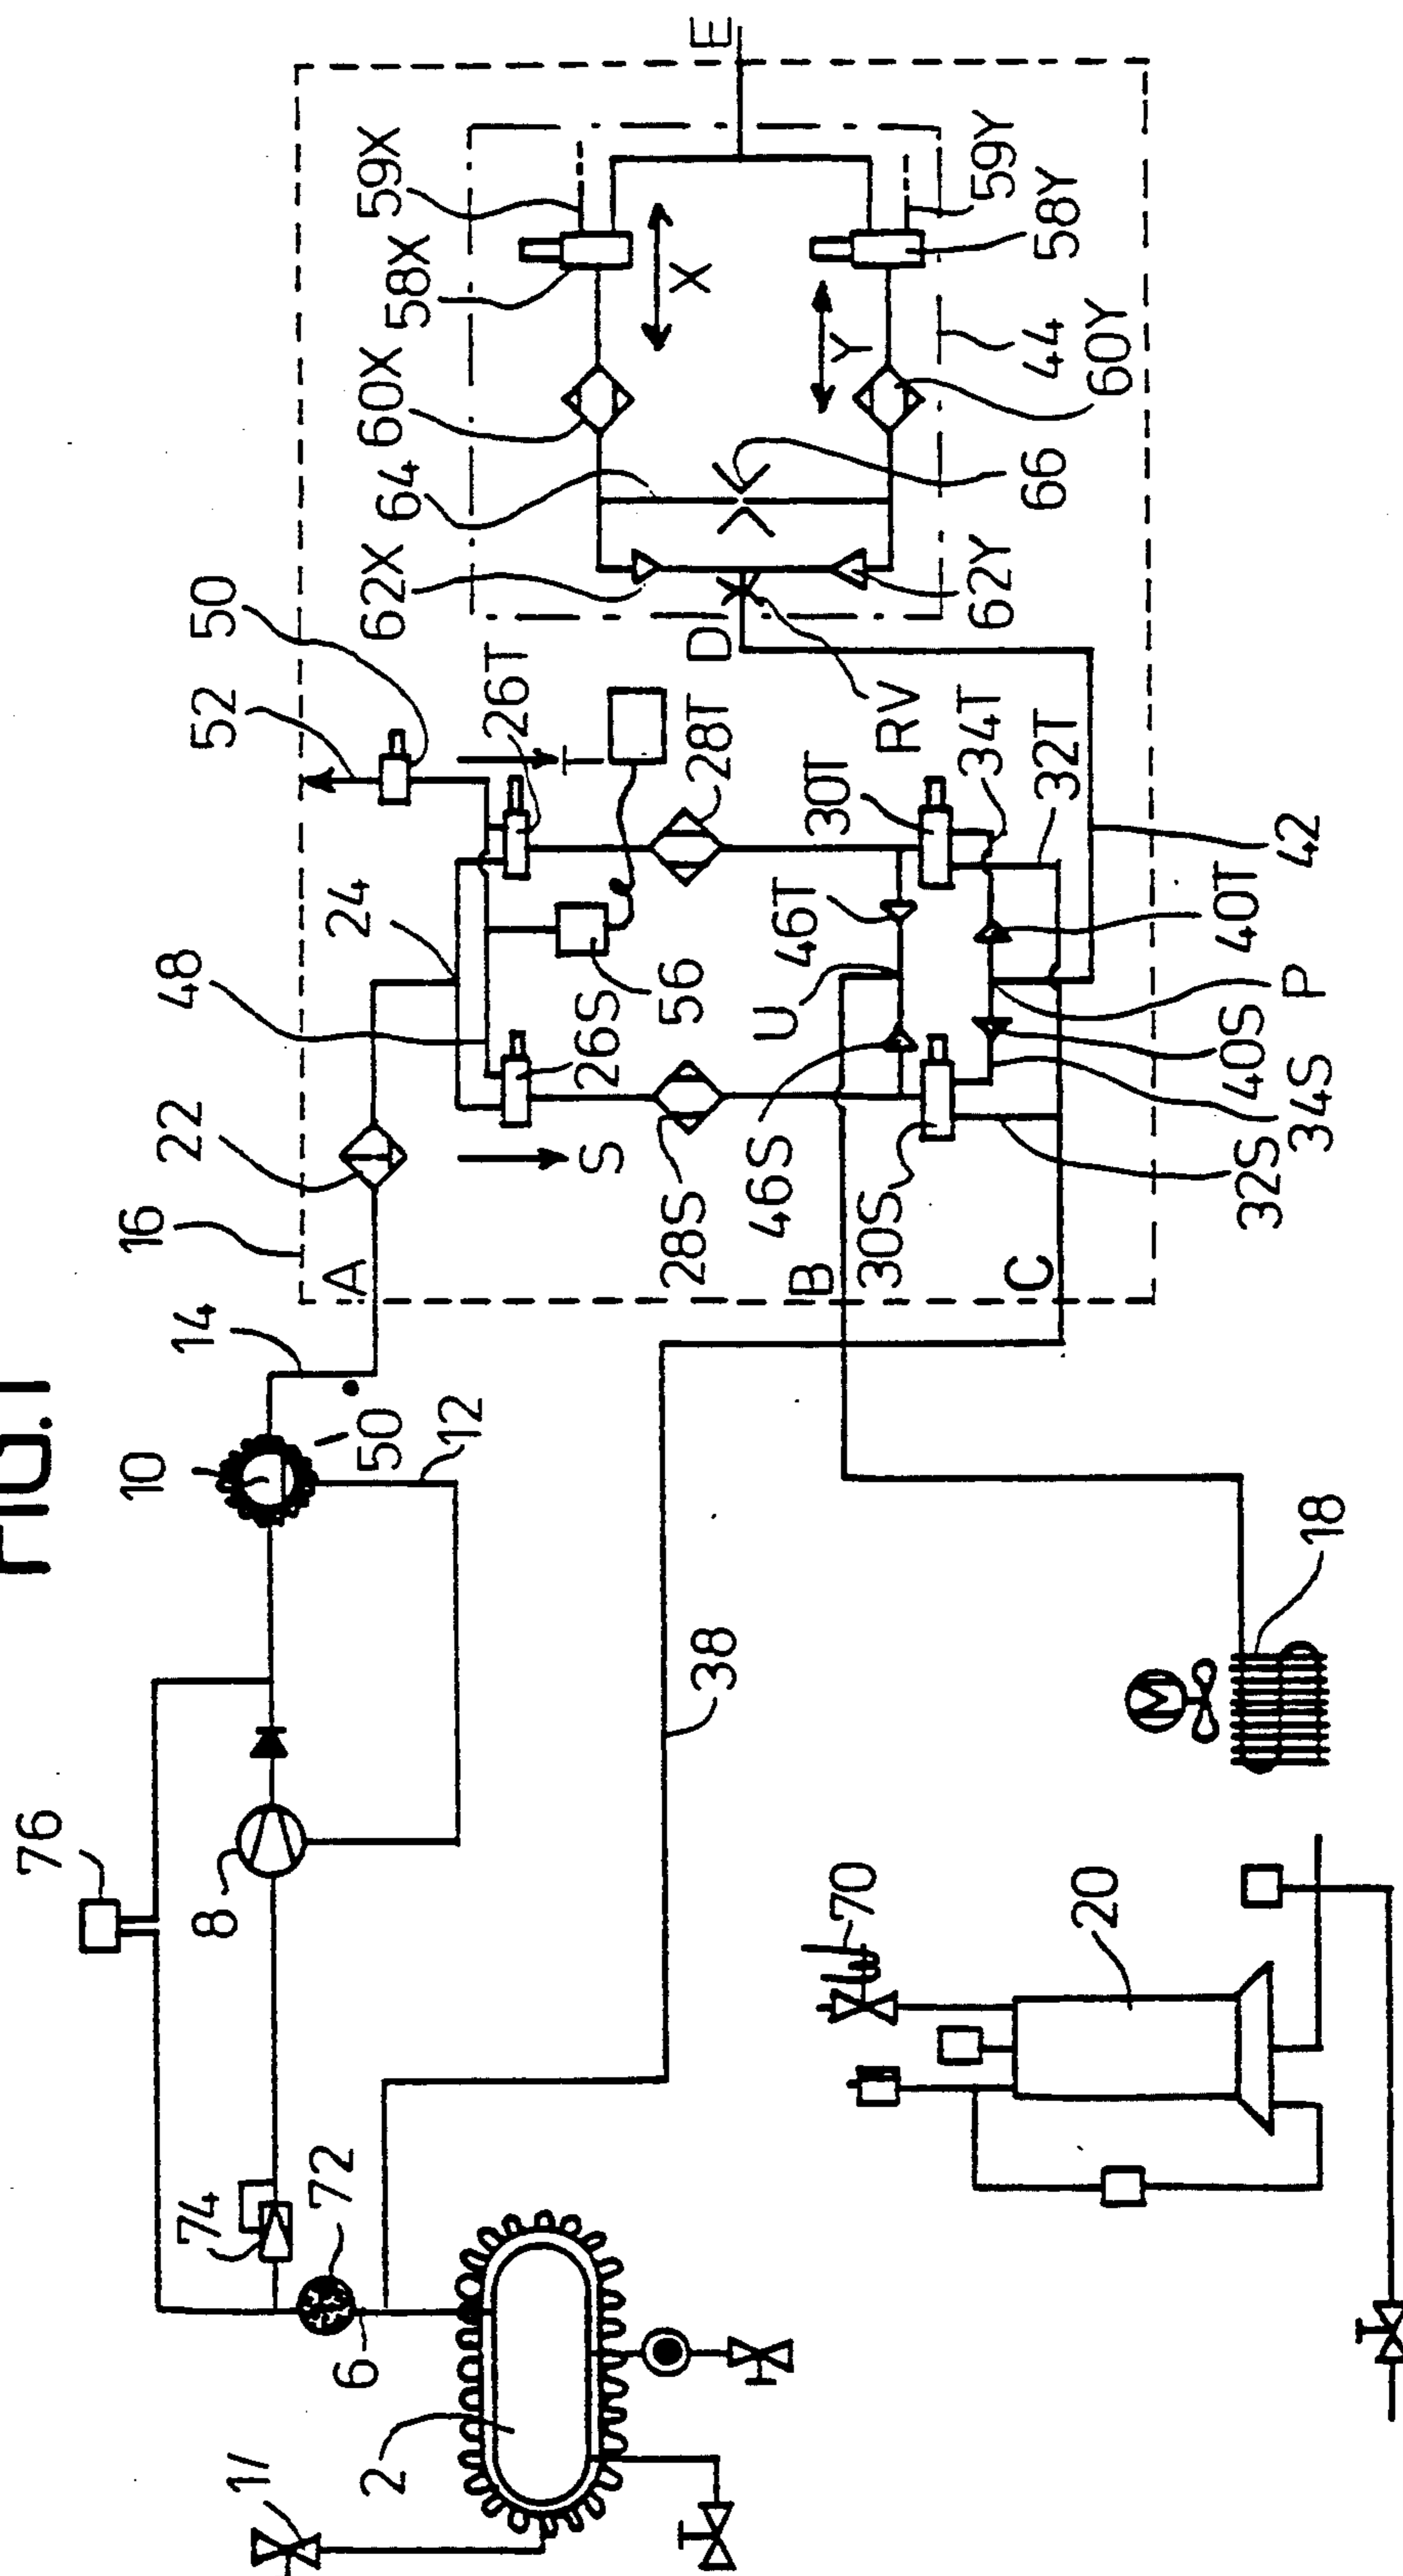 FIG.1
76
8
10
50
12
14
16
A
22
48
24
52
50
26T
26S
56
T
S
28T
28S
U
46T
46S
30T
30S
34T
32T
32S
34S
40S
40T
P
42
B
C
D
RV
E
62X
62Y
64
66
60X
60Y
58X
58Y
59X
59Y
X
Y
44
38
18
M
74
72
6
2
1/
70
20